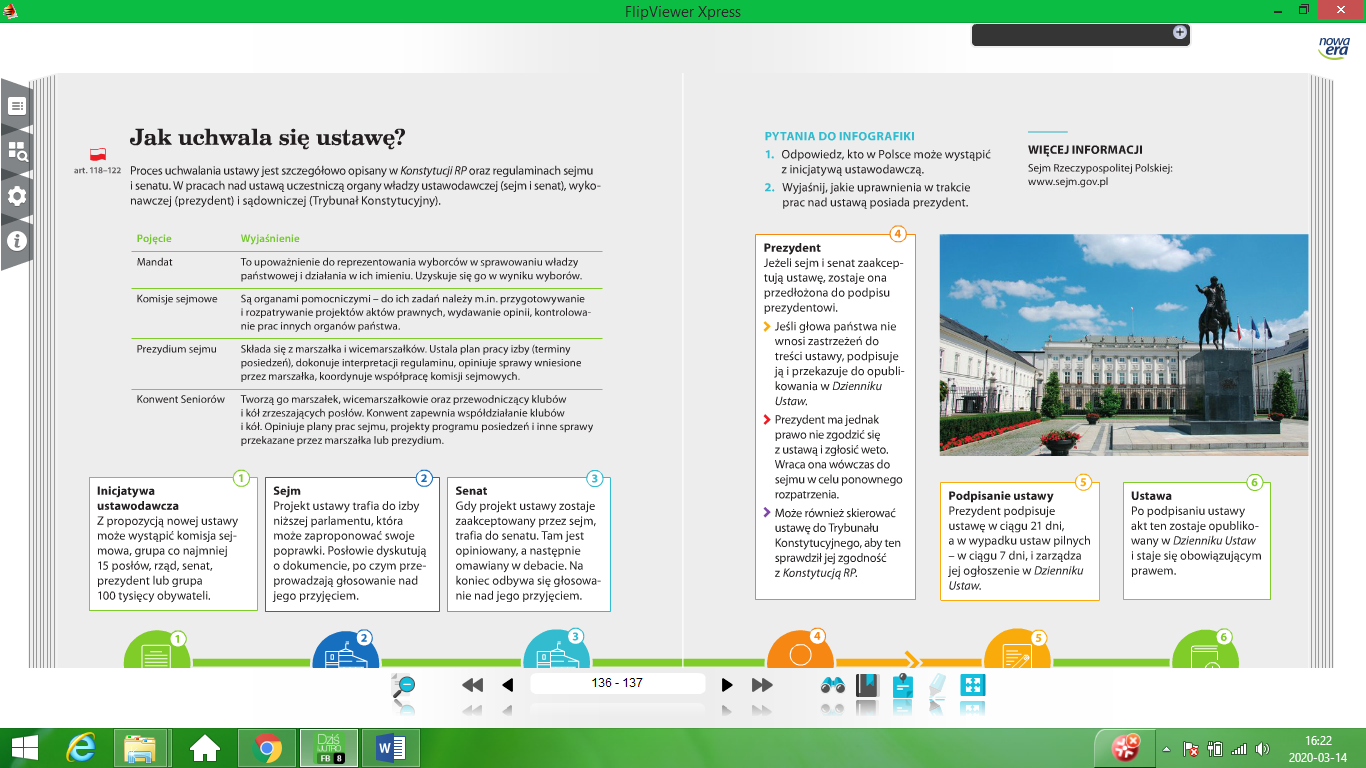 FlipViewer Xpress
nowa
era
Jak uchwala się ustawę?
art. 118–122
Proces uchwalania ustawy jest szczegółowo opisany w Konstytucji RP oraz regulaminach sejmu
i senatu. W pracach nad ustawą uczestniczą organy władzy ustawodawczej (sejm i senat), wyko-
nawczej (prezydent) i sądowniczej (Trybunał Konstytucyjny).
Pojęcie Wyjaśnienie
Mandat To upoważnienie do reprezentowania wyborców w sprawowaniu władzy
państwowej i działania w ich imieniu. Uzyskuje się go w wyniku wyborów.
Komisje sejmowe Są organami pomocniczymi – do ich zadań należy m.in. przygotowywanie
i rozpatrywanie projektów aktów prawnych, wydawanie opinii, kontrolowa-
nie prac innych organów państwa.
Prezydium sejmu Składa się z marszałka i wicemarszałków. Ustala plan pracy izby (terminy
posiedzeń), dokonuje interpretacji regulaminu, opiniuje sprawy wniesione
przez marszałka, koordynuje współpracę komisji sejmowych.
Konwent Seniorów Tworzą go marszałek, wicemarszałkowie oraz przewodniczący klubów
i kół zrzeszających posłów. Konwent zapewnia współdziałanie klubów
i kół. Opiniuje plany prac sejmu, projekty programu posiedzeń i inne sprawy
przekazane przez marszałka lub prezydium.
1
Inicjatywa
ustawodawcza
Z propozycją nowej ustawy
może wystąpić komisja sej-
mowa, grupa co najmniej
15 posłów, rząd, senat,
prezydent lub grupa
100 tysięcy obywateli.
2
Sejm
Projekt ustawy trafia do izby
niższej parlamentu, która
może zaproponować swoje
poprawki. Posłowie dyskutują
o dokumencie, po czym prze-
prowadzają głosowanie nad
jego przyjęciem.
3
Senat
Gdy projekt ustawy zostaje
zaakceptowany przez sejm,
trafia do senatu. Tam jest
opiniowany, a następnie
omawiany w debacie. Na
koniec odbywa się głosowa-
nie nad jego przyjęciem.
1
2
3
PYTANIA DO INFOGRAFIKI
1. Odpowiedz, kto w Polsce może wystąpić
z inicjatywą ustawodawczą.
2. Wyjaśnij, jakie uprawnienia w trakcie
prac nad ustawą posiada prezydent.
WIĘCEJ INFORMACJI
Sejm Rzeczypospolitej Polskiej:
www.sejm.gov.pl
4
Prezydent
Jeżeli sejm i senat zaakcep-
tują ustawę, zostaje ona
przedłożona do podpisu
prezydentowi.
Jeśli głowa państwa nie
wnosi zastrzeżeń do
treści ustawy, podpisuje
ją i przekazuje do opubli-
kowania w Dzienniku
Ustaw.
Prezydent ma jednak
prawo nie zgodzić się
z ustawą i zgłosić weto.
Wraca ona wówczas do
sejmu w celu ponownego
rozpatrzenia.
Może również skierować
ustawę do Trybunału
Konstytucyjnego, aby ten
sprawdził jej zgodność
z Konstytucją RP.
5
Podpisanie ustawy
Prezydent podpisuje
ustawę w ciągu 21 dni,
a w wypadku ustaw pilnych
– w ciągu 7 dni, i zarządza
jej ogłoszenie w Dzienniku
Ustaw.
6
Ustawa
Po podpisaniu ustawy
akt ten zostaje opubliko-
wany w Dzienniku Ustaw
i staje się obowiązującym
prawem.
4
5
6
136 - 137
Dziś
JUTRO
FB 8
16:22
2020-03-14